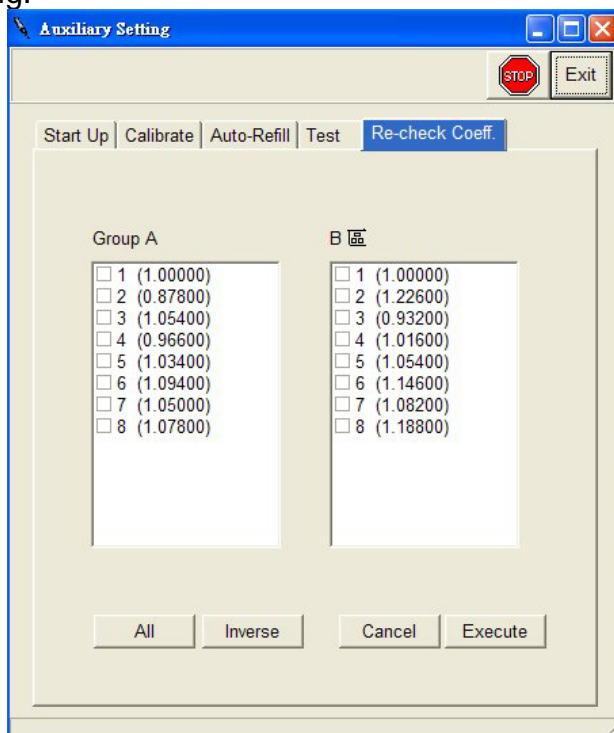 g.
Auxiliary Setting
STOP
Exit
Start Up
Calibrate
Auto-Refill
Test
Re-check Coeff.
Group A
1 (1.00000)
2 (0.87800)
3 (1.05400)
4 (0.96600)
5 (1.03400)
6 (1.09400)
7 (1.05000)
8 (1.07800)
B 區
1 (1.00000)
2 (1.22600)
3 (0.93200)
4 (1.01600)
5 (1.05400)
6 (1.14600)
7 (1.08200)
8 (1.18800)
All
Inverse
Cancel
Execute